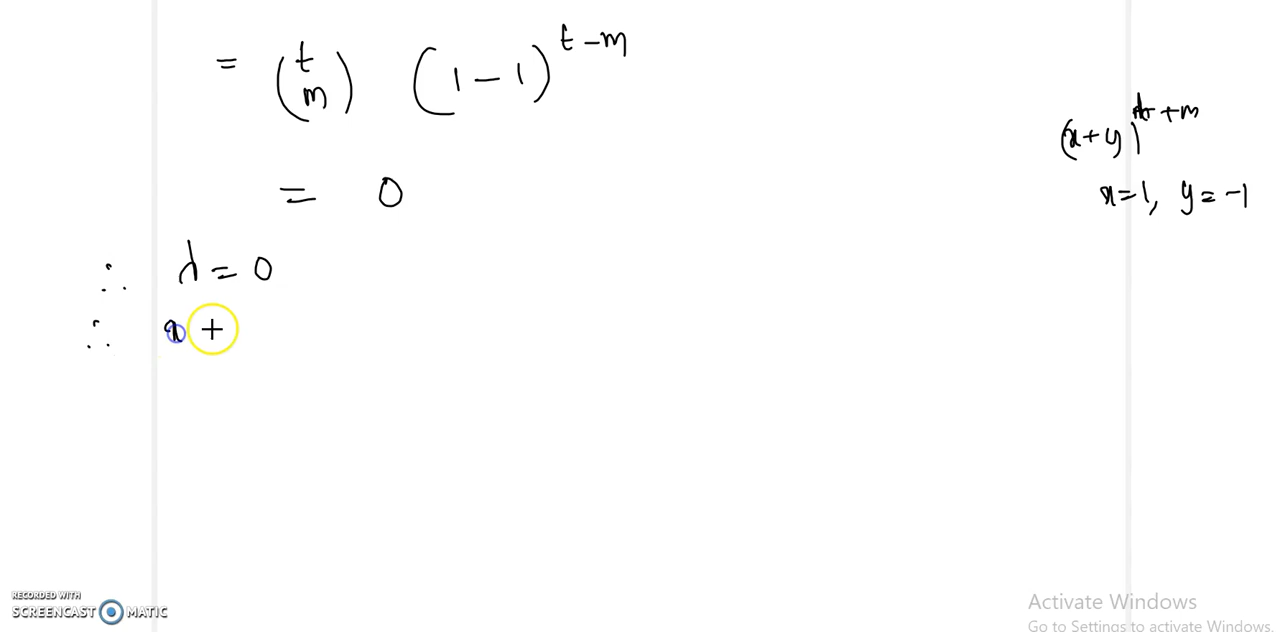 = (t m) (1 - 1)^{t-m}
(x+y)^{t+m}
x=1, y=-1
= 0
∴ λ = 0
∴ a
RECORDED WITH
SCREENCAST MATIC
Activate Windows
Go to Settings to activate Windows.